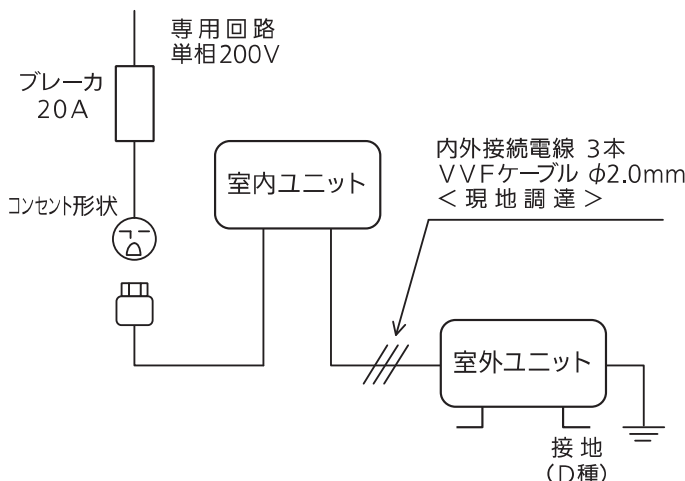 専用回路
単相200V
ブレーカ
20A
コンセント形状
室内ユニット
内外接続電線 3本
VVFケーブル φ2.0mm
＜現地調達＞
室外ユニット
接地
(D種)